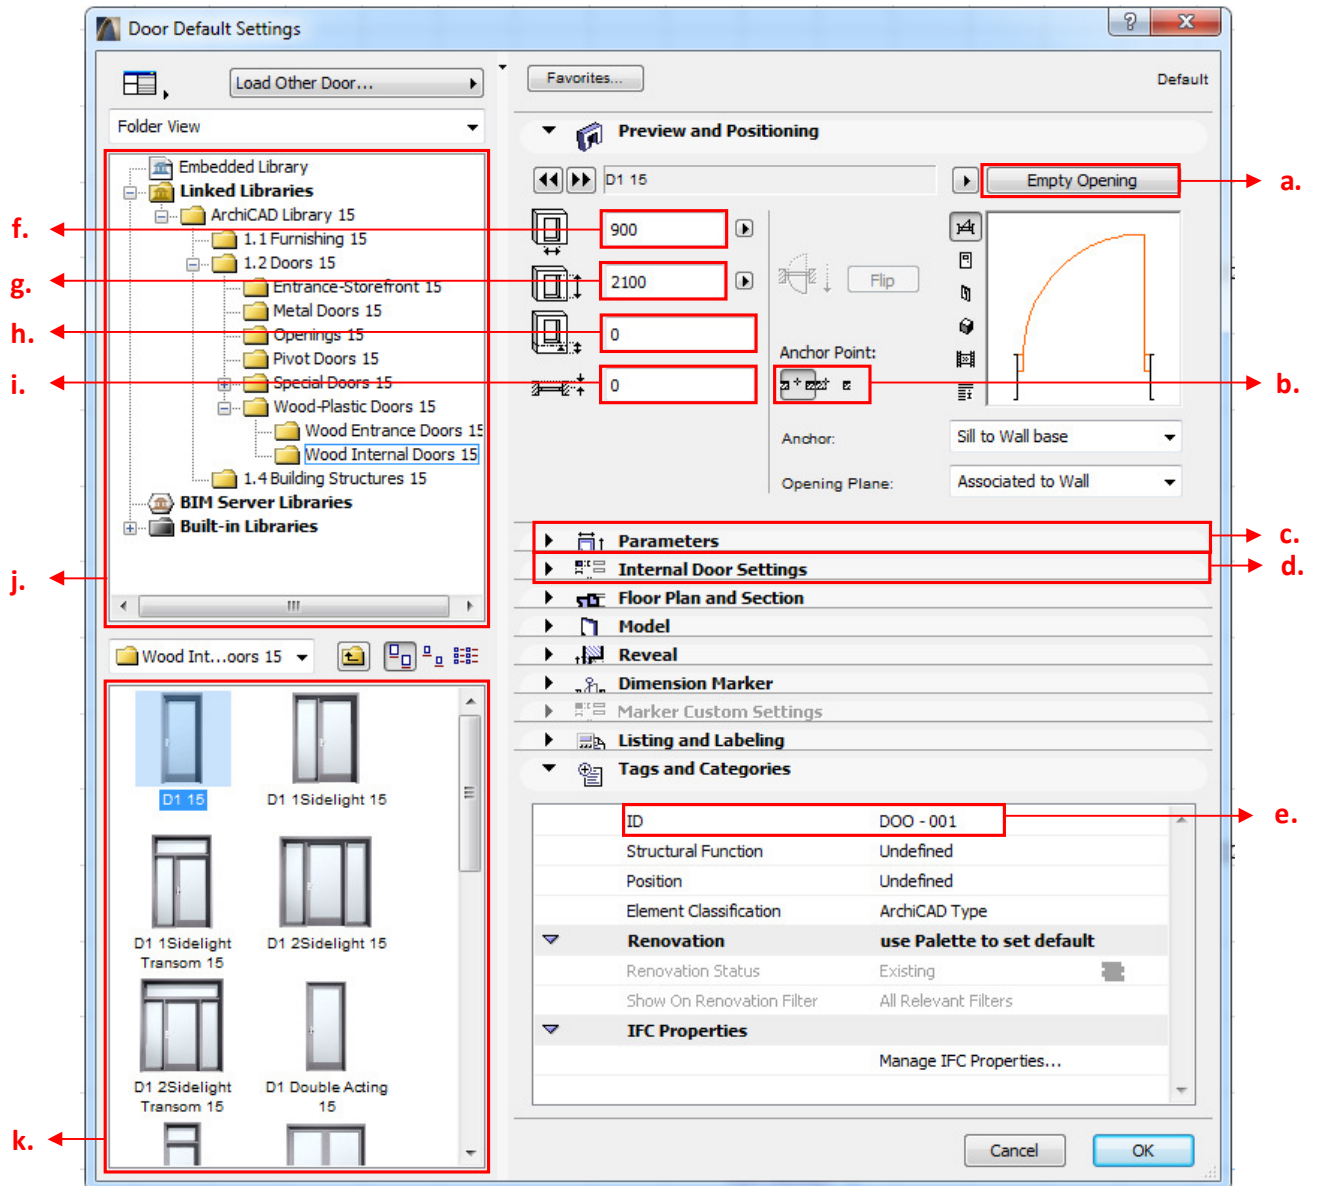 Door Default Settings
Load Other Door...
Folder View
Embedded Library
Linked Libraries
ArchiCAD Library 15
1.1 Furnishing 15
1.2 Doors 15
Entrance-Storefront 15
Metal Doors 15
Openings 15
Pivot Doors 15
Special Doors 15
Wood-Plastic Doors 15
Wood Entrance Doors 15
Wood Internal Doors 15
1.4 Building Structures 15
BIM Server Libraries
Built-in Libraries
Wood Int...oors 15
D1 15
D1 1Sidelight 15
D1 1Sidelight
Transom 15
D1 2Sidelight 15
D1 2Sidelight
Transom 15
D1 Double Acting
15
f.
g.
h.
i.
j.
k.
Favorites...
Default
Preview and Positioning
D1 15
Empty Opening
900
2100
0
0
Flip
Anchor Point:
Anchor:
Sill to Wall base
Opening Plane:
Associated to Wall
Parameters
Internal Door Settings
Floor Plan and Section
Model
Reveal
Dimension Marker
Marker Custom Settings
Listing and Labeling
Tags and Categories
ID DOO - 001
Structural Function Undefined
Position Undefined
Element Classification ArchiCAD Type
Renovation use Palette to set default
Renovation Status Existing
Show On Renovation Filter All Relevant Filters
IFC Properties
Manage IFC Properties...
Cancel
OK
a.
b.
c.
d.
e.